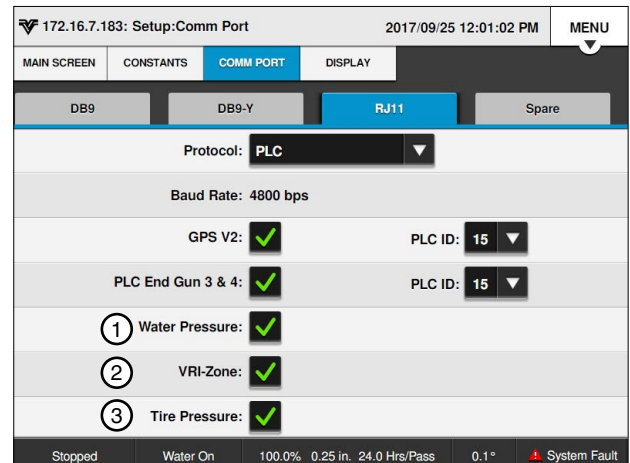 172.16.7.183: Setup:Comm Port 2017/09/25 12:01:02 PM MENU
MAIN SCREEN CONSTANTS COMM PORT DISPLAY
DB9 DB9-Y RJ11 Spare
Protocol: PLC
Baud Rate: 4800 bps
GPS V2: PLC ID: 15
PLC End Gun 3 & 4: PLC ID: 15
1 Water Pressure:
2 VRI-Zone:
3 Tire Pressure:
Stopped Water On 100.0% 0.25 in. 24.0 Hrs/Pass 0.1° System Fault